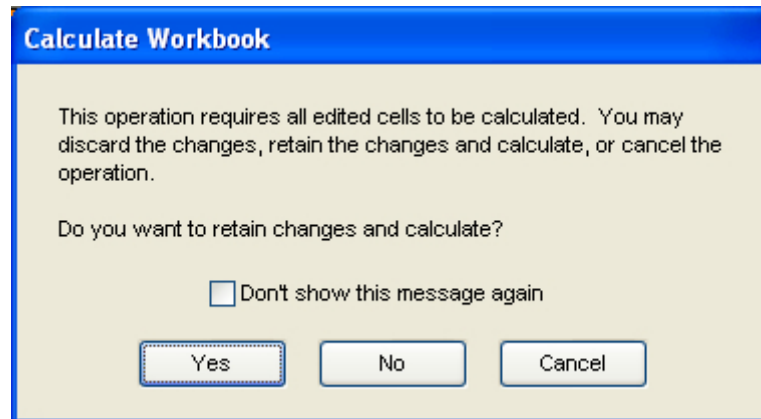 Calculate Workbook
This operation requires all edited cells to be calculated.  You may
discard the changes, retain the changes and calculate, or cancel the
operation.
Do you want to retain changes and calculate?
Don't show this message again
Yes No Cancel